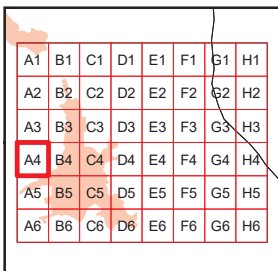 A1 B1 C1 D1 E1 F1 G1 H1
A2 B2 C2 D2 E2 F2 G2 H2
A3 B3 C3 D3 E3 F3 G3 H3
A4 B4 C4 D4 E4 F4 G4 H4
A5 B5 C5 D5 E5 F5 G5 H5
A6 B6 C6 D6 E6 F6 G6 H6